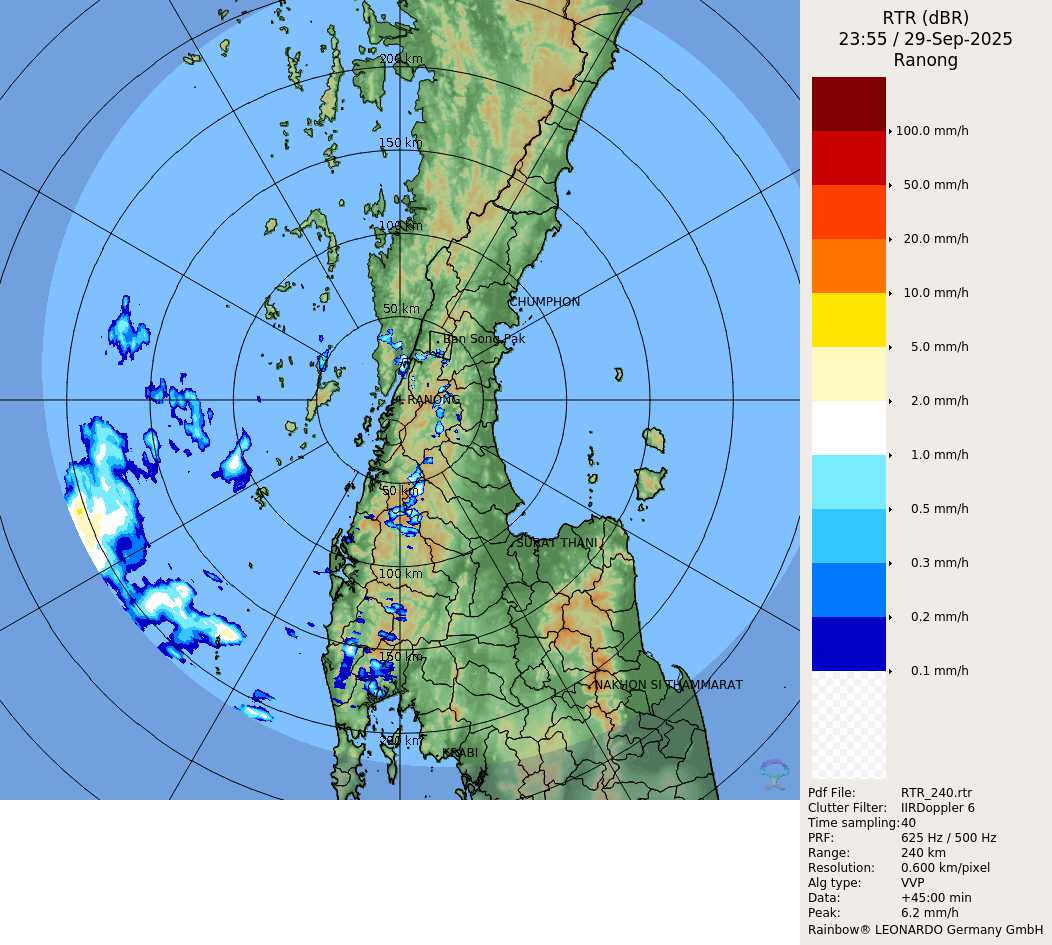 RTR (dBR)
23:55 / 29-Sep-2025
Ranong
200 km
150 km
100 km
50 km
CHUMPHON
Ban Song Pak
RANONG
50 km
SURAT THANI
100 km
150 km
NAKHON SI THAMMARAT
200 km
KRABI
100.0 mm/h
50.0 mm/h
20.0 mm/h
10.0 mm/h
5.0 mm/h
2.0 mm/h
1.0 mm/h
0.5 mm/h
0.3 mm/h
0.2 mm/h
0.1 mm/h
Pdf File: RTR_240.rtr
Clutter Filter: IIRDoppler 6
Time sampling: 40
PRF: 625 Hz / 500 Hz
Range: 240 km
Resolution: 0.600 km/pixel
Alg type: VVP
Data: +45:00 min
Peak: 6.2 mm/h
Rainbow® LEONARDO Germany GmbH